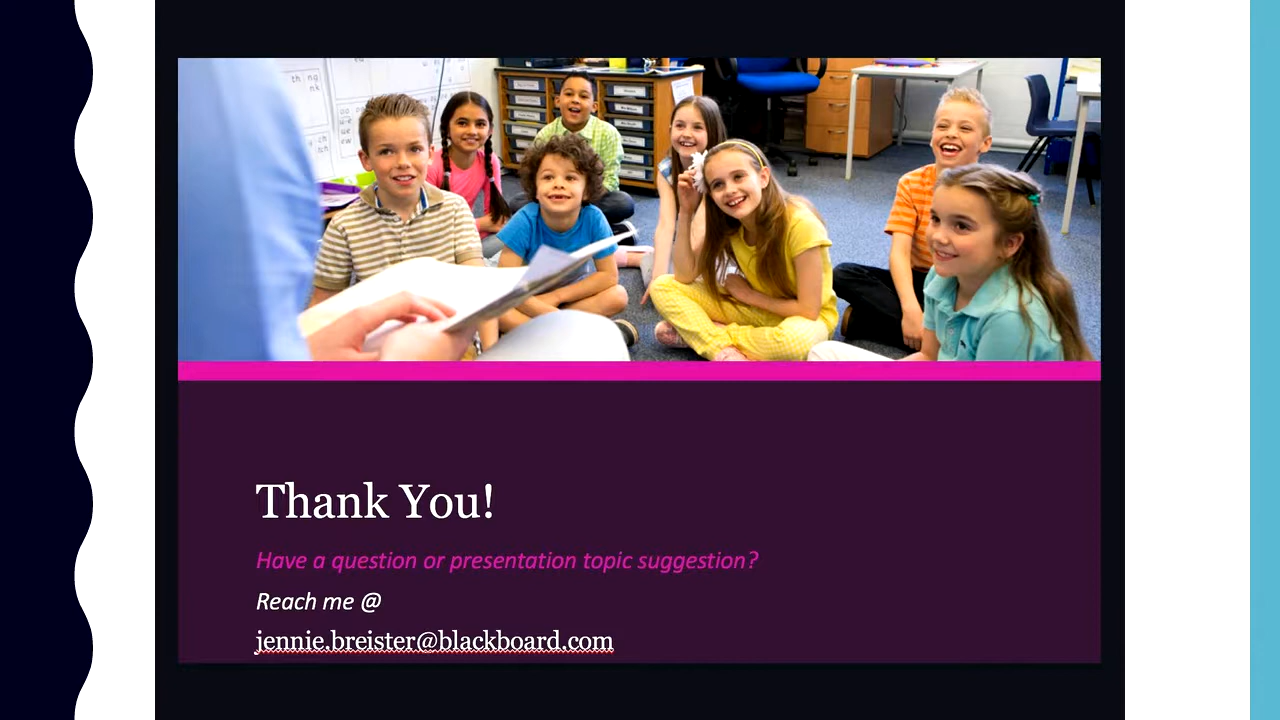 Thank You!
Have a question or presentation topic suggestion?
Reach me @
jennie.breister@blackboard.com